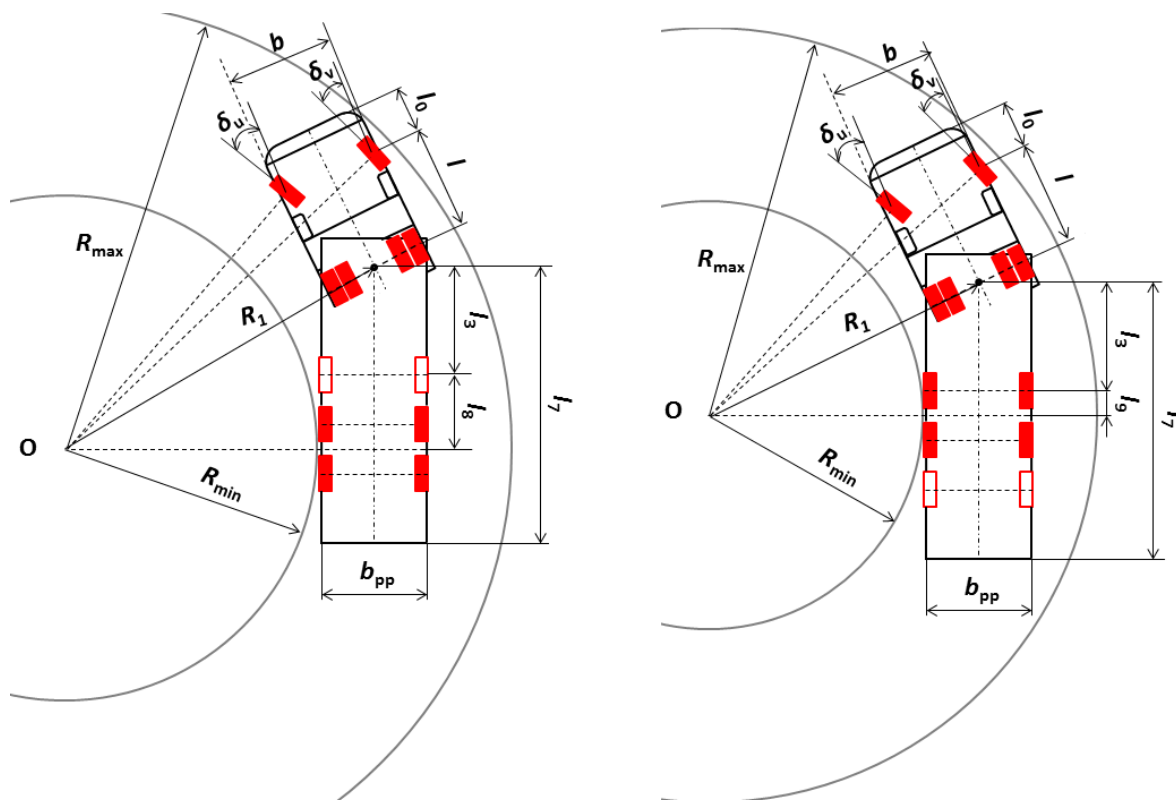 b
δᵥ
l₀
δᵤ
l
Rmax
R₁
l₃
l₈
l₇
O
Rmin
bpp
b
δᵥ
l₀
δᵤ
l
Rmax
R₁
l₃
l₉
l₇
O
Rmin
bpp